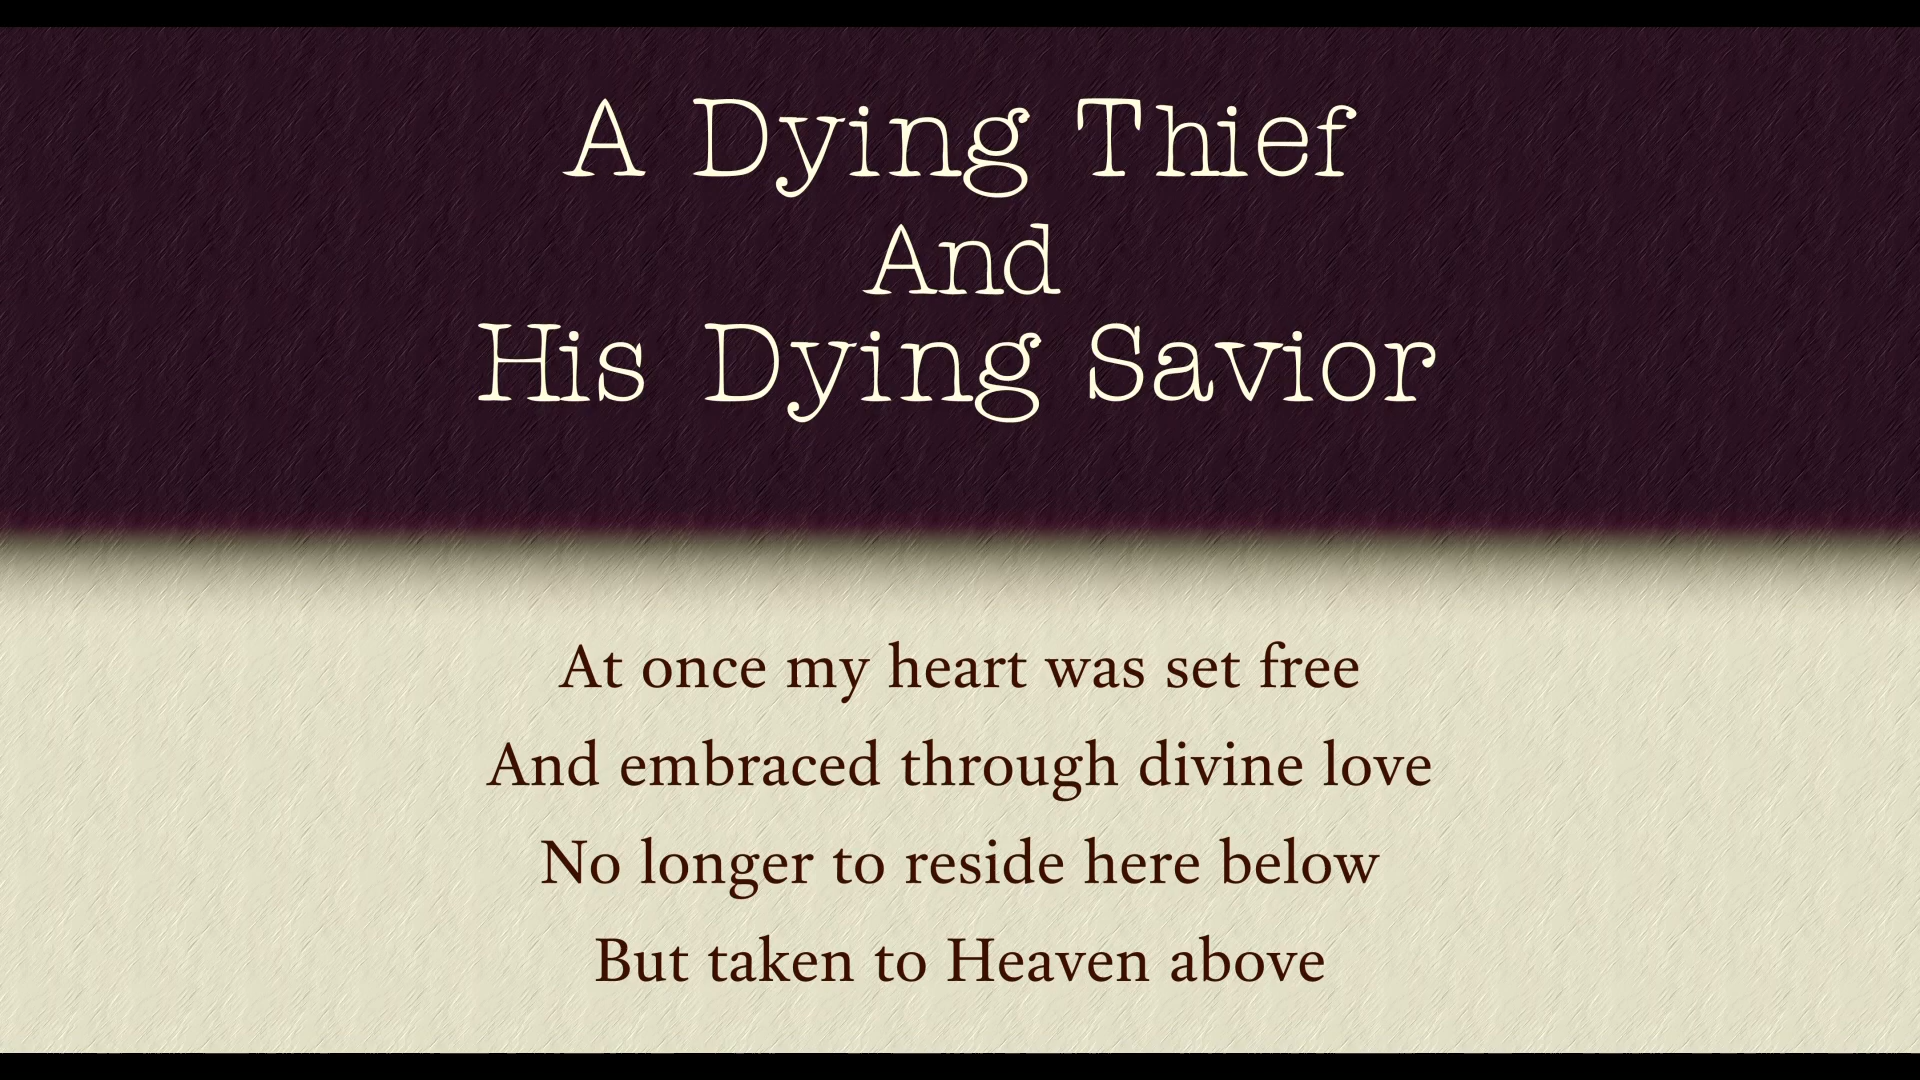 A Dying Thief
And
His Dying Savior
At once my heart was set free
And embraced through divine love
No longer to reside here below
But taken to Heaven above